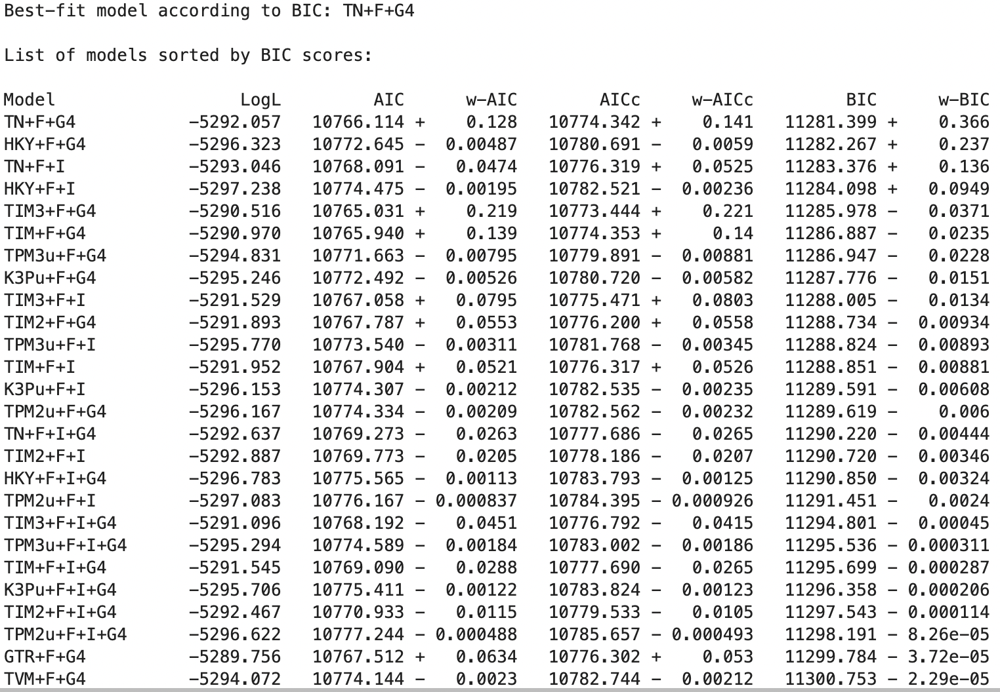 Best-fit model according to BIC: TN+F+G4
List of models sorted by BIC scores:
Model LogL AIC w-AIC AICc w-AICc BIC w-BIC
TN+F+G4 -5292.057 10766.114 + 0.128 10774.342 + 0.141 11281.399 + 0.366
HKY+F+G4 -5296.323 10772.645 - 0.00487 10780.691 - 0.0059 11282.267 + 0.237
TN+F+I -5293.046 10768.091 - 0.0474 10776.319 + 0.0525 11283.376 + 0.136
HKY+F+I -5297.238 10774.475 - 0.00195 10782.521 - 0.00236 11284.098 + 0.0949
TIM3+F+G4 -5290.516 10765.031 + 0.219 10773.444 + 0.221 11285.978 - 0.0371
TIM+F+G4 -5290.970 10765.940 + 0.139 10774.353 + 0.14 11286.887 - 0.0235
TPM3u+F+G4 -5294.831 10771.663 - 0.00795 10779.891 - 0.00881 11286.947 - 0.0228
K3Pu+F+G4 -5295.246 10772.492 - 0.00526 10780.720 - 0.00582 11287.776 - 0.0151
TIM3+F+I -5291.529 10767.058 + 0.0795 10775.471 + 0.0803 11288.005 - 0.0134
TIM2+F+G4 -5291.893 10767.787 + 0.0553 10776.200 + 0.0558 11288.734 - 0.00934
TPM3u+F+I -5295.770 10773.540 - 0.00311 10781.768 - 0.00345 11288.824 - 0.00893
TIM+F+I -5291.952 10767.904 + 0.0521 10776.317 + 0.0526 11288.851 - 0.00881
K3Pu+F+I -5296.153 10774.307 - 0.00212 10782.535 - 0.00235 11289.591 - 0.00608
TPM2u+F+G4 -5296.167 10774.334 - 0.00209 10782.562 - 0.00232 11289.619 - 0.006
TN+F+I+G4 -5292.637 10769.273 - 0.0263 10777.686 - 0.0265 11290.220 - 0.00444
TIM2+F+I -5292.887 10769.773 - 0.0205 10778.186 - 0.0207 11290.720 - 0.00346
HKY+F+I+G4 -5296.783 10775.565 - 0.00113 10783.793 - 0.00125 11290.850 - 0.00324
TPM2u+F+I -5297.083 10776.167 - 0.000837 10784.395 - 0.000926 11291.451 - 0.0024
TIM3+F+I+G4 -5291.096 10768.192 - 0.0451 10776.792 - 0.0415 11294.801 - 0.00045
TPM3u+F+I+G4 -5295.294 10774.589 - 0.00184 10783.002 - 0.00186 11295.536 - 0.000311
TIM+F+I+G4 -5291.545 10769.090 - 0.0288 10777.690 - 0.0265 11295.699 - 0.000287
K3Pu+F+I+G4 -5295.706 10775.411 - 0.00122 10783.824 - 0.00123 11296.358 - 0.000206
TIM2+F+I+G4 -5292.467 10770.933 - 0.0115 10779.533 - 0.0105 11297.543 - 0.000114
TPM2u+F+I+G4 -5296.622 10777.244 - 0.000488 10785.657 - 0.000493 11298.191 - 8.26e-05
GTR+F+G4 -5289.756 10767.512 + 0.0634 10776.302 + 0.053 11299.784 - 3.72e-05
TVM+F+G4 -5294.072 10774.144 - 0.0023 10782.744 - 0.00212 11300.753 - 2.29e-05